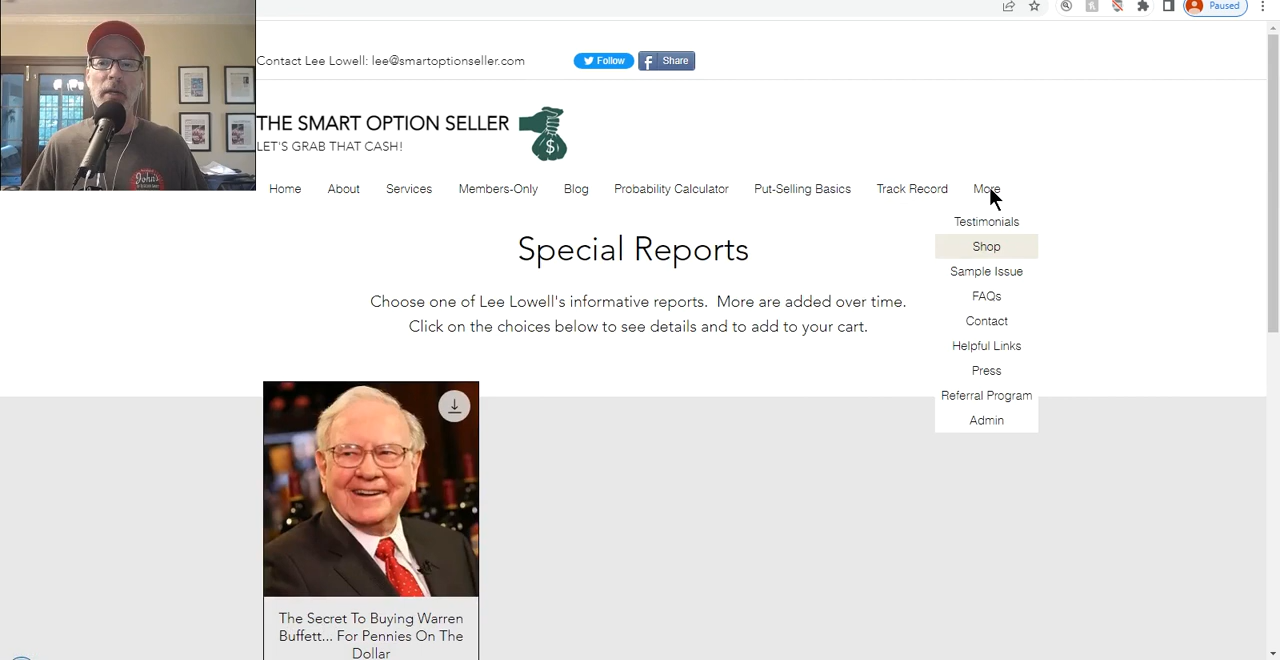 Paused
Contact Lee Lowell: lee@smartoptionseller.com
Follow
Share
THE SMART OPTION SELLER
LET'S GRAB THAT CASH!
$
Home About Services Members-Only Blog Probability Calculator Put-Selling Basics Track Record More
Testimonials
Shop
Sample Issue
FAQs
Contact
Helpful Links
Press
Referral Program
Admin
Special Reports
Choose one of Lee Lowell's informative reports. More are added over time.
Click on the choices below to see details and to add to your cart.
The Secret To Buying Warren
Buffett... For Pennies On The
Dollar
John's